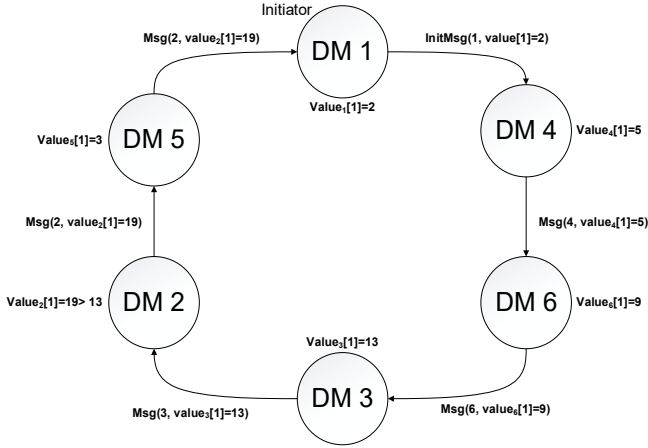 Initiator
Msg(2, value₂[1]=19)
DM 1
InitMsg(1, value[1]=2)
Value₁[1]=2
DM 5
Value₅[1]=3
DM 4
Value₄[1]=5
Msg(2, value₂[1]=19)
Msg(4, value₄[1]=5)
Value₂[1]=19> 13
DM 2
DM 6
Value₆[1]=9
Value₃[1]=13
DM 3
Msg(3, value₃[1]=13)
Msg(6, value₆[1]=9)